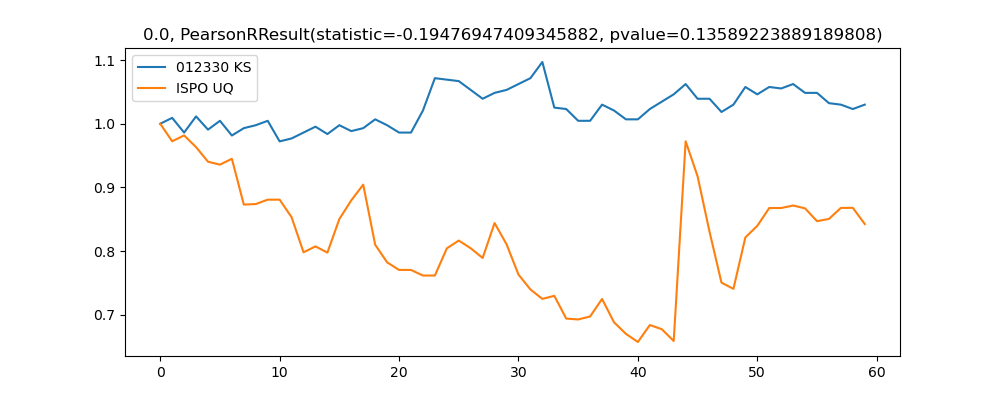 0.0, PearsonRResult(statistic=-0.19476947409345882, pvalue=0.13589223889189808)
012330 KS
ISPO UQ
1.1
1.0
0.9
0.8
0.7
0 10 20 30 40 50 60